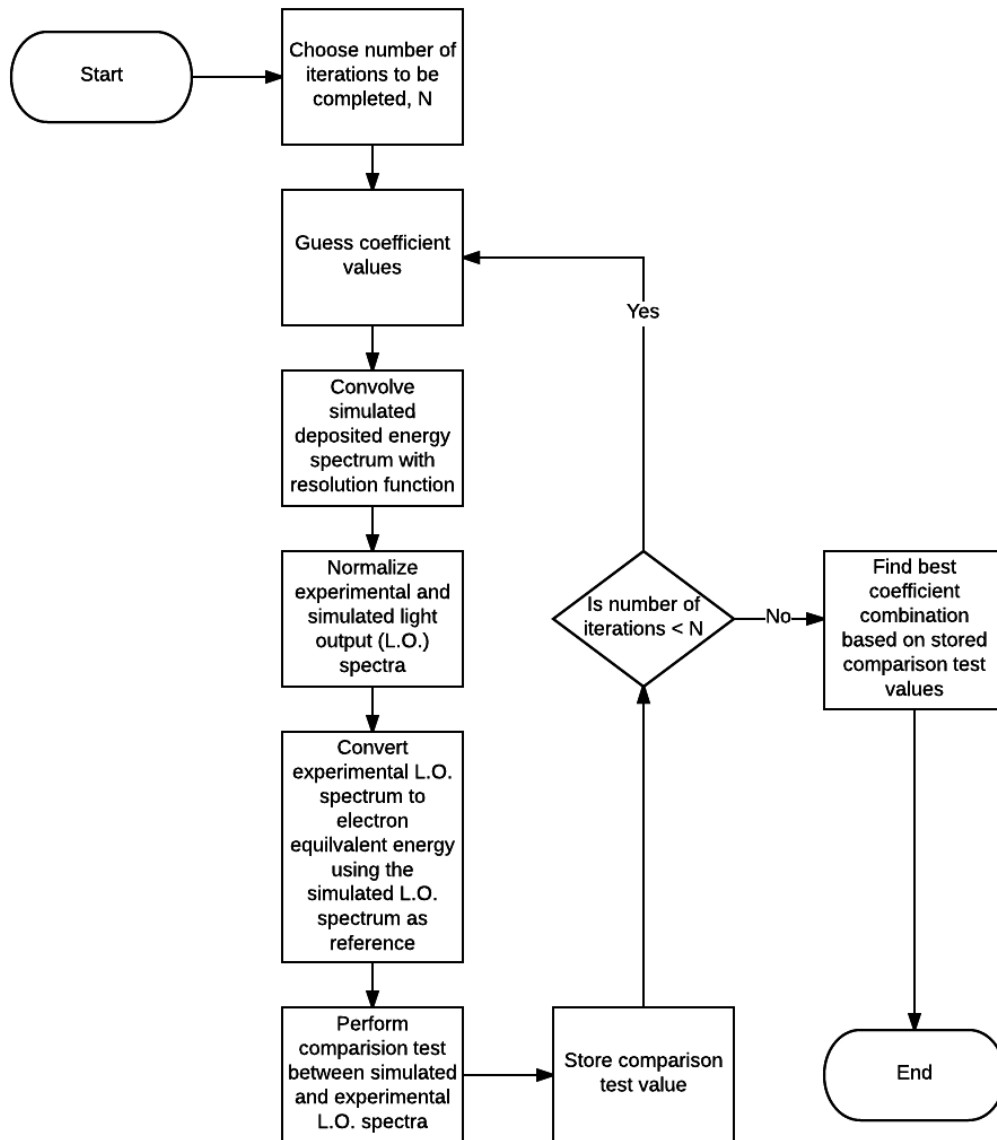 Start
Choose number of
iterations to be
completed, N
Guess coefficient
values
Convolve
simulated
deposited energy
spectrum with
resolution function
Normalize
experimental and
simulated light
output (L.O.)
spectra
Convert
experimental L.O.
spectrum to
electron
equilvalent energy
using the
simulated L.O.
spectrum as
reference
Perform
comparision test
between simulated
and experimental
L.O. spectra
Store comparison
test value
Is number of
iterations < N
Yes
No
Find best
coefficient
combination
based on stored
comparison test
values
End